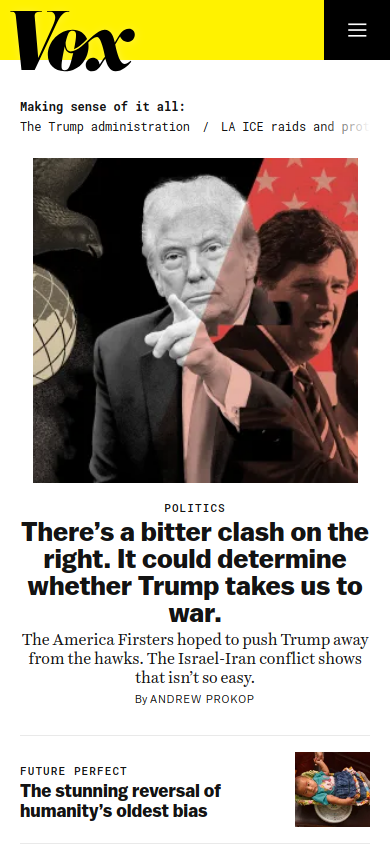 Vox
Making sense of it all:
The Trump administration / LA ICE raids and
POLITICS
There’s a bitter clash on the
right. It could determine
whether Trump takes us to
war.
The America Firsters hoped to push Trump away
from the hawks. The Israel-Iran conflict shows
that isn’t so easy.
By ANDREW PROKOP
FUTURE PERFECT
The stunning reversal of
humanity’s oldest bias